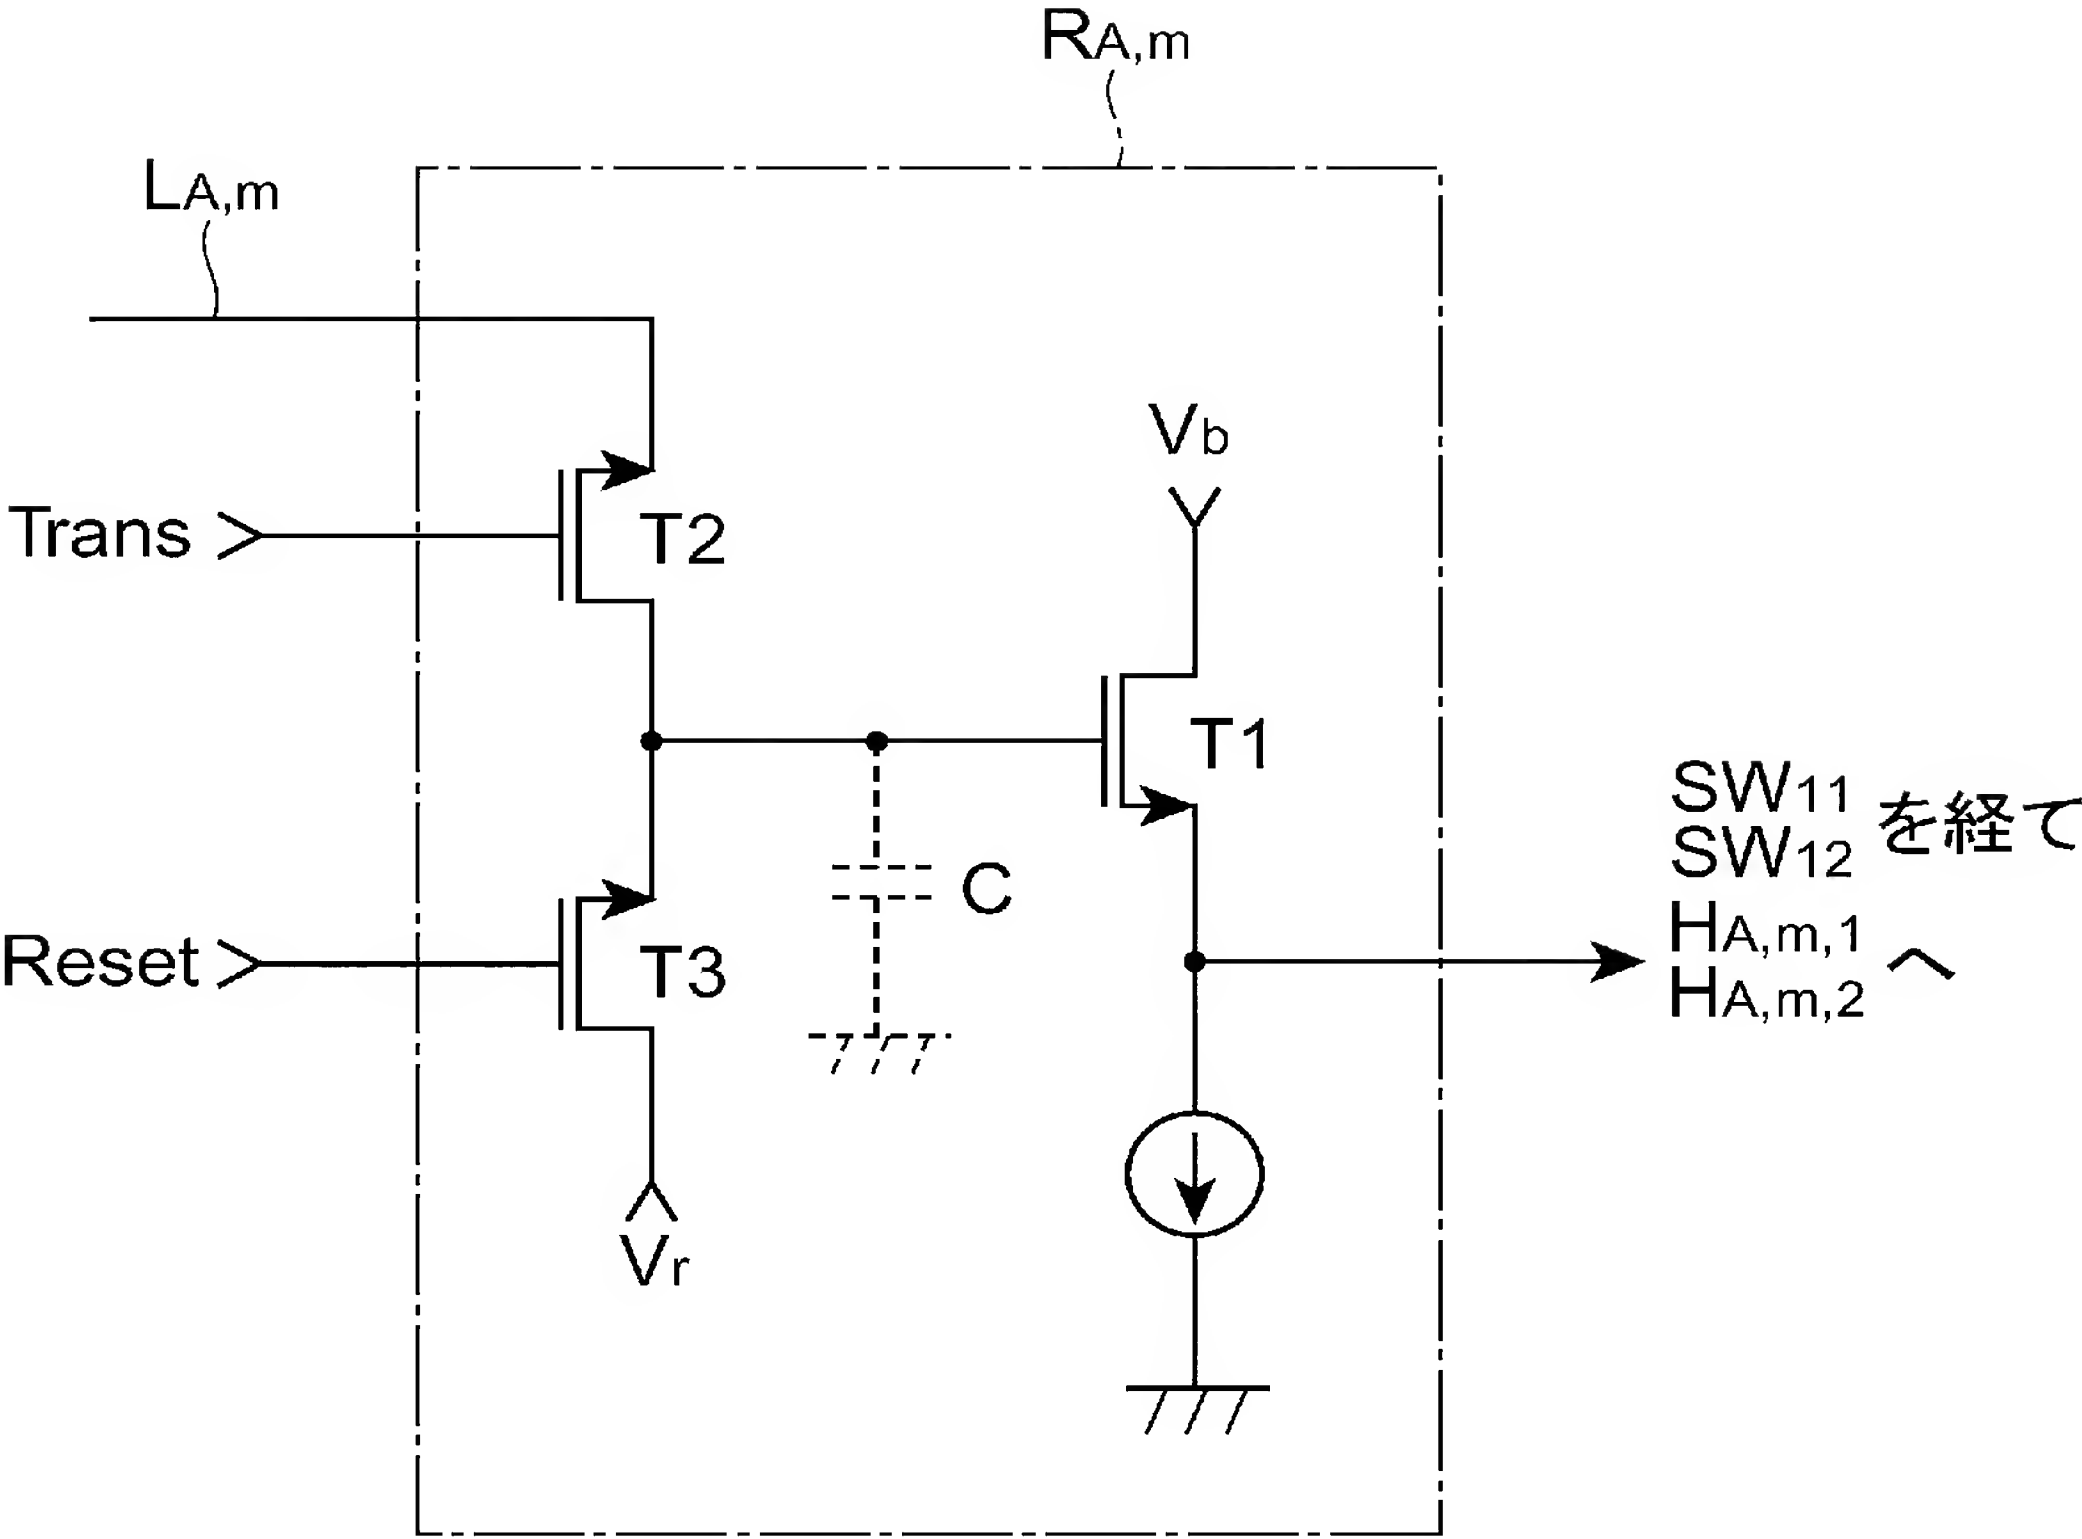 RA,m
LA,m
Vb
Trans
T2
T1
SW11
SW12 を経て
C
Reset
T3
HA,m,1
HA,m,2 へ
Vr